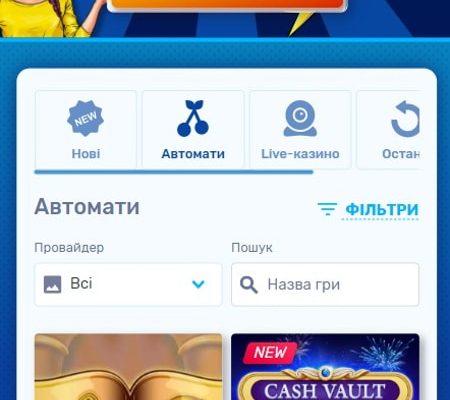 NEW
Нові
Автомати
Live-казино
Остан
Автомати
ФІЛЬТРИ
Провайдер
Пошук
Всі
Назва гри
NEW
CASH VAULT